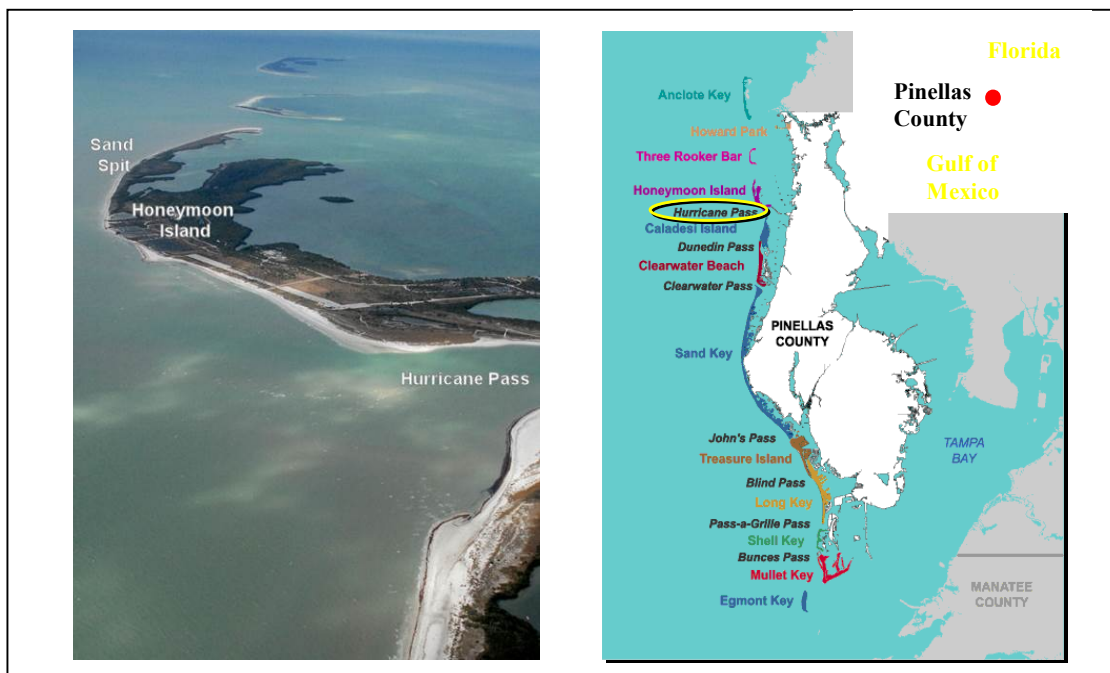 Sand
Spit
Honeymoon
Island
Hurricane Pass
Florida
Pinellas
County
Gulf of
Mexico
Anclote Key
Howard Park
Three Rooker Bar
Honeymoon Island
Hurricane Pass
Caladesi Island
Dunedin Pass
Clearwater Beach
Clearwater Pass
PINELLAS
COUNTY
Sand Key
John's Pass
Treasure Island
TAMPA
BAY
Blind Pass
Long Key
Pass-a-Grille Pass
Shell Key
Bunces Pass
Mullet Key
MANATEE
COUNTY
Egmont Key